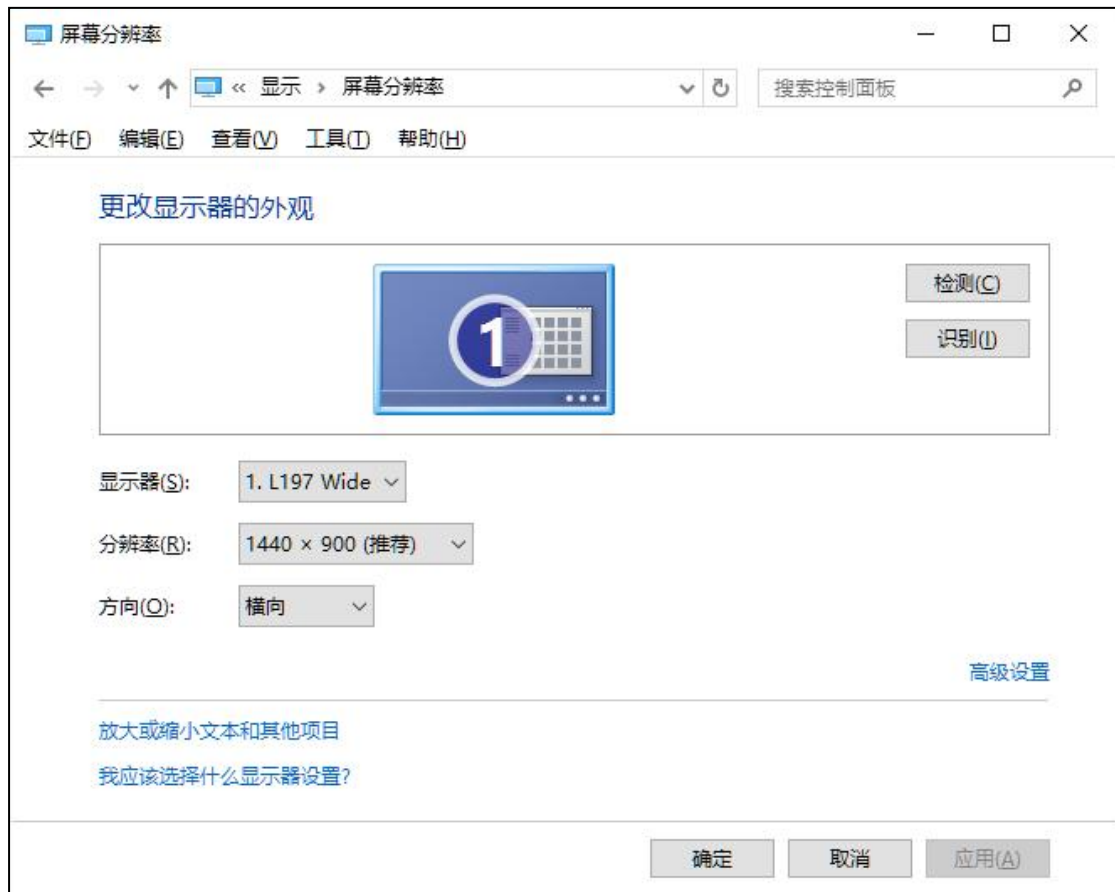 屏幕分辨率
« 显示 › 屏幕分辨率 搜索控制面板
文件(F) 编辑(E) 查看(V) 工具(T) 帮助(H)
更改显示器的外观
1
检测(C)
识别(I)
显示器(S): 1. L197 Wide
分辨率(R): 1440 × 900 (推荐)
方向(O): 横向
高级设置
放大或缩小文本和其他项目
我应该选择什么显示器设置?
确定 取消 应用(A)